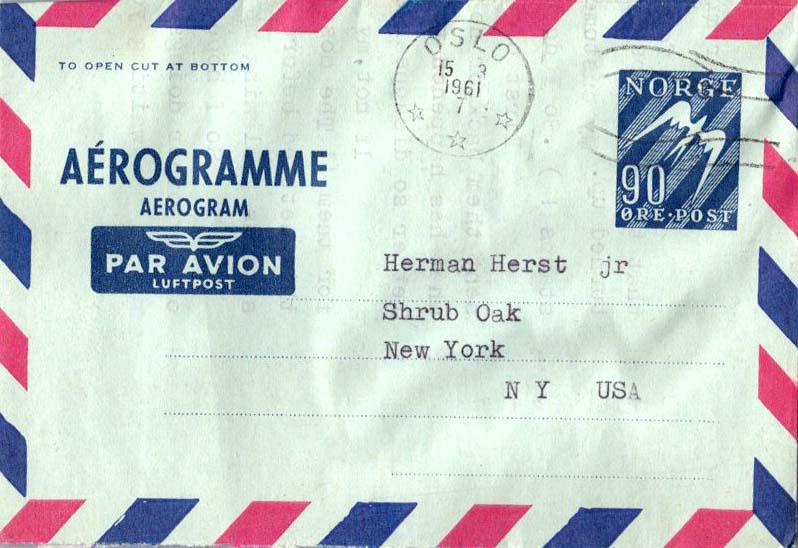 TO OPEN CUT AT BOTTOM
OSLO
15 3
1961
7
NORGE
90
ØRE·POST
AÉROGRAMME
AEROGRAM
PAR AVION
LUFTPOST
Herman Herst jr
Shrub Oak
New York
N Y USA